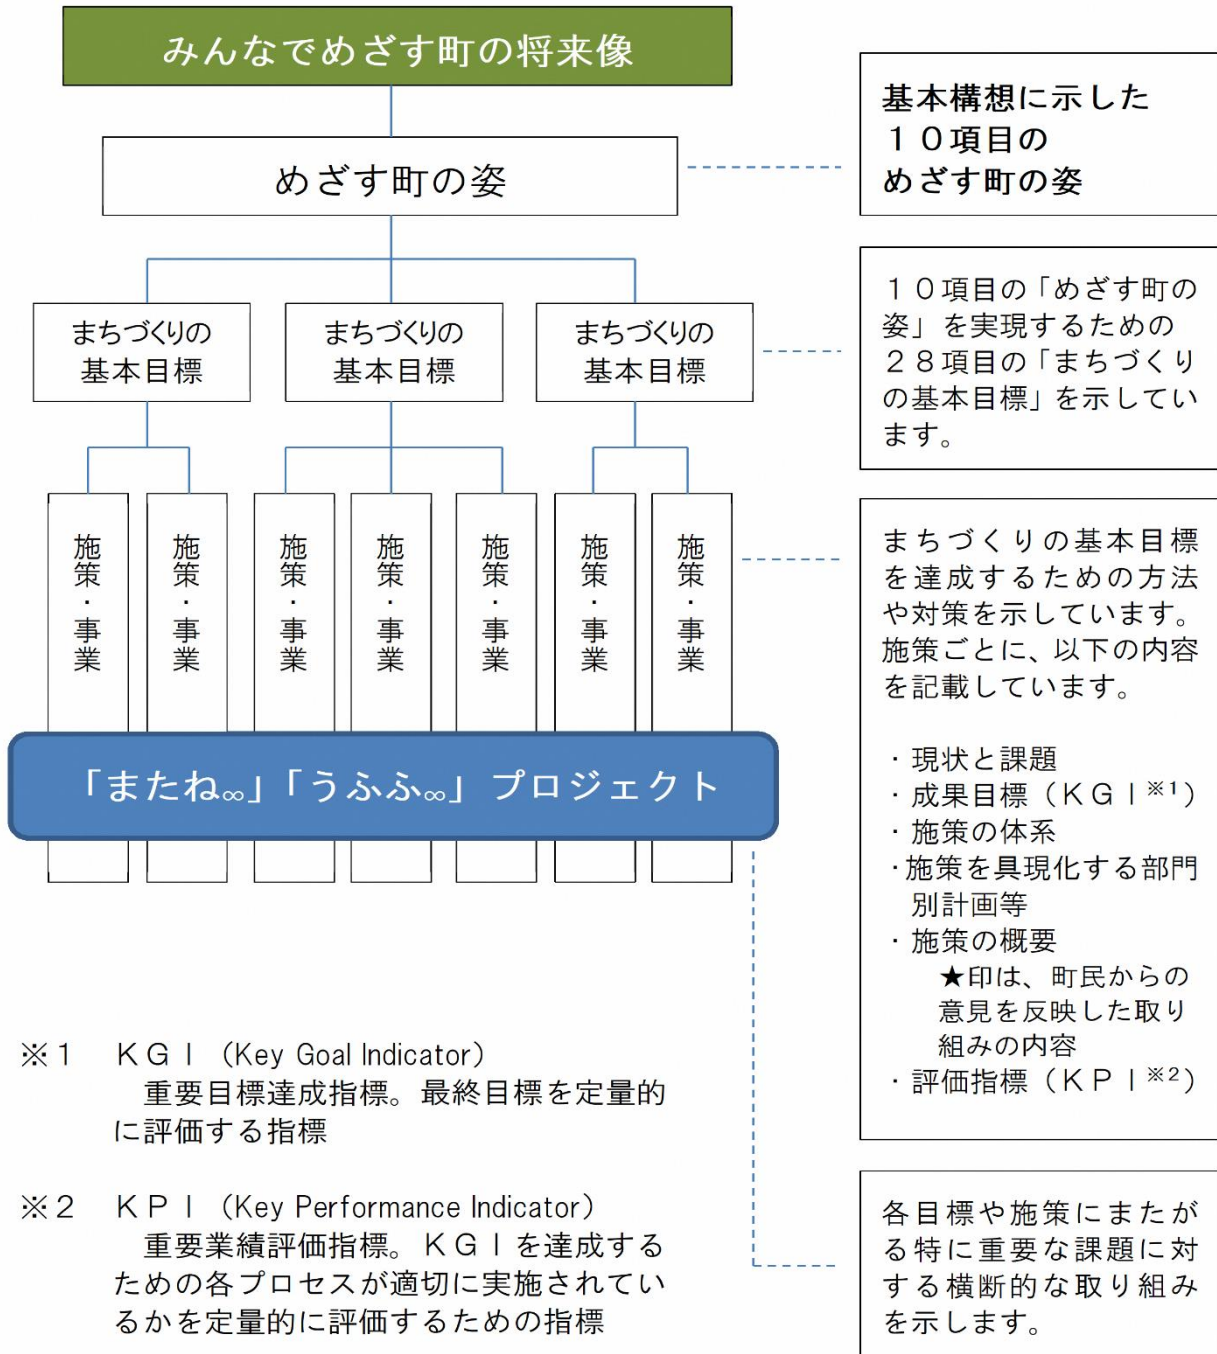 みんなでめざす町の将来像
めざす町の姿
基本構想に示した
１０項目の
めざす町の姿
まちづくりの
基本目標
まちづくりの
基本目標
まちづくりの
基本目標
１０項目の「めざす町の
姿」を実現するための
２８項目の「まちづくり
の基本目標」を示してい
ます。
施策・事業
施策・事業
施策・事業
施策・事業
施策・事業
施策・事業
施策・事業
まちづくりの基本目標
を達成するための方法
や対策を示しています。
施策ごとに、以下の内容
を記載しています。
・現状と課題
・成果目標（ＫＧＩ※1）
・施策の体系
・施策を具現化する部門
別計画等
・施策の概要
★印は、町民からの
意見を反映した取り
組みの内容
・評価指標（ＫＰＩ※2）
「またね∞」「うふふ∞」プロジェクト
各目標や施策にまたが
る特に重要な課題に対
する横断的な取り組み
を示します。
※１　ＫＧＩ（Key Goal Indicator）
重要目標達成指標。最終目標を定量的
に評価する指標
※２　ＫＰＩ（Key Performance Indicator）
重要業績評価指標。ＫＧＩを達成する
ための各プロセスが適切に実施されてい
るかを定量的に評価するための指標